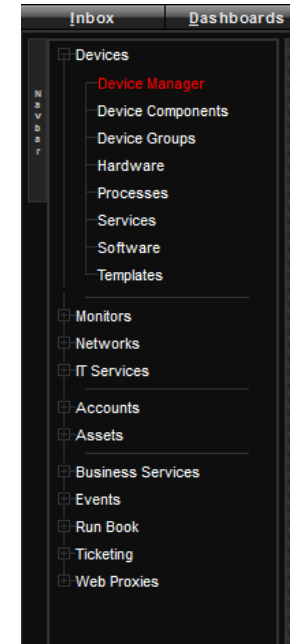 Inbox Dashboards
Navbar
Devices
Device Manager
Device Components
Device Groups
Hardware
Processes
Services
Software
Templates
Monitors
Networks
IT Services
Accounts
Assets
Business Services
Events
Run Book
Ticketing
Web Proxies